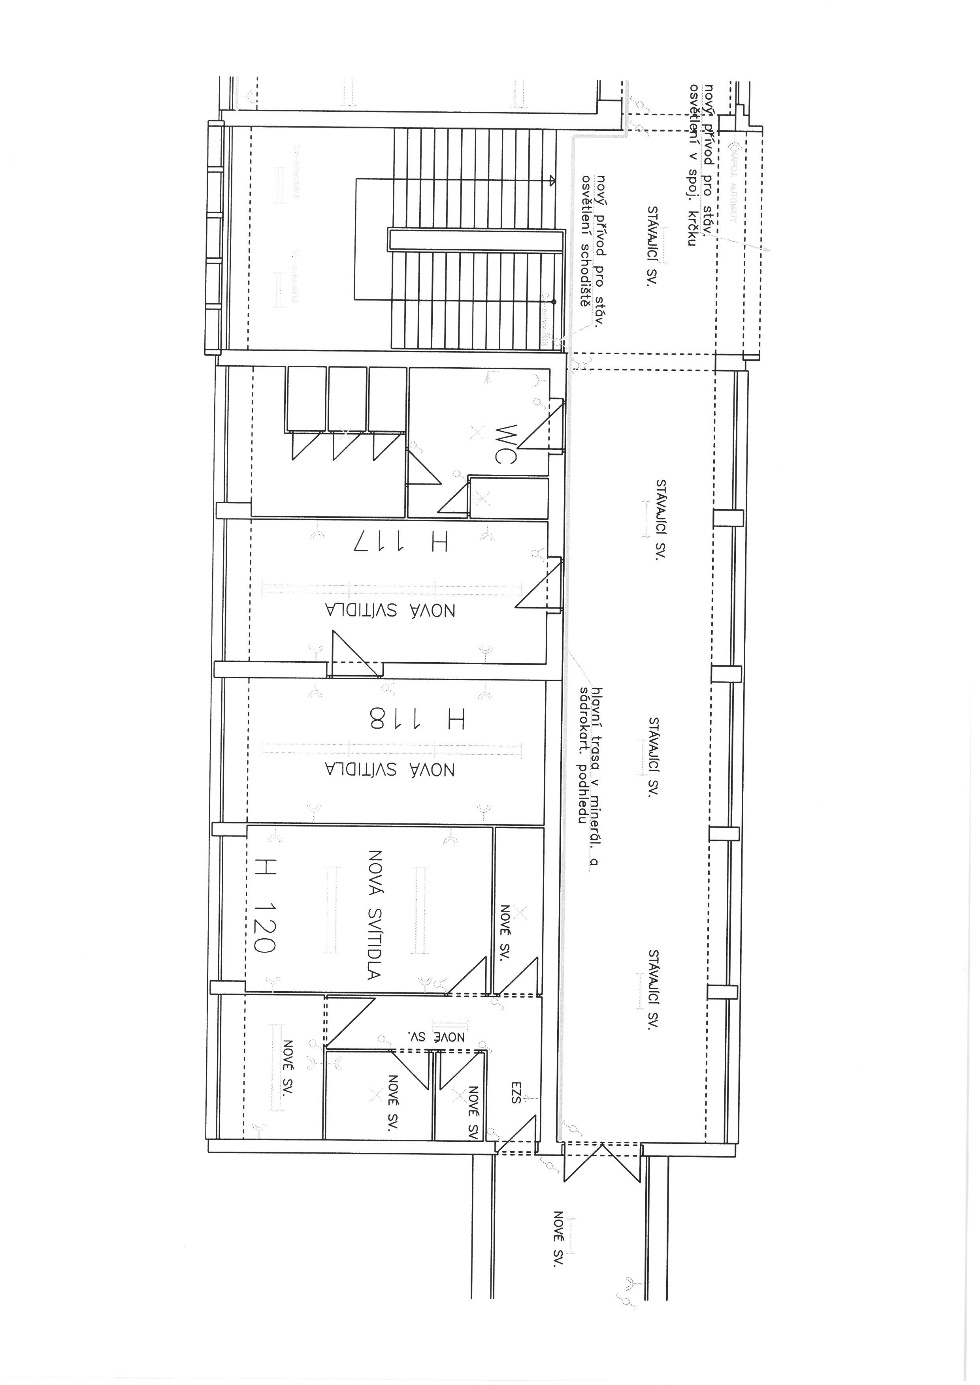 nový přívod pro stáv.
osvětlení v spoj. krčku
nový přívod pro stáv.
osvětlení schodiště
STÁVAJÍCÍ SV.
WC
STÁVAJÍCÍ SV.
H 117
NOVÁ SVÍTIDLA
hlavní trasa v minerál. a
sádrokart. podhledu
H 118
NOVÁ SVÍTIDLA
STÁVAJÍCÍ SV.
H 120
NOVÁ SVÍTIDLA
NOVÉ SV.
STÁVAJÍCÍ SV.
NOVÉ SV.
NOVÉ SV.
NOVÉ SV.
NOVÉ SV
EZS
NOVÉ SV.